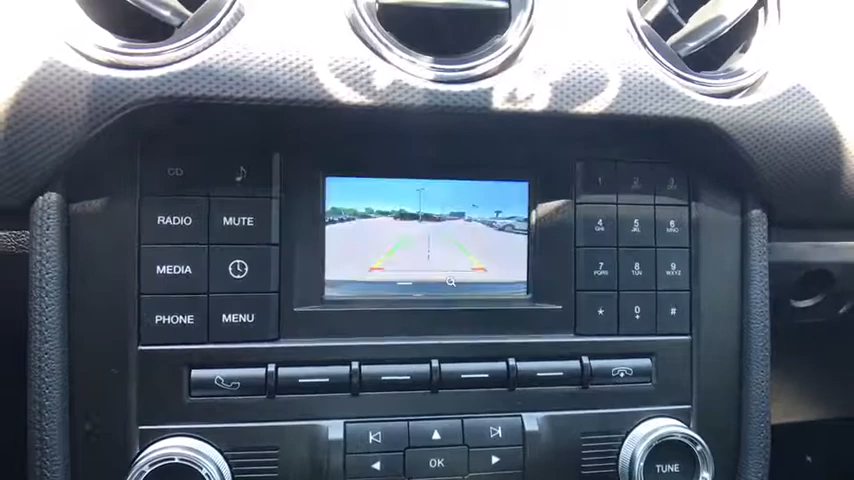 CD
RADIO MUTE
MEDIA
PHONE MENU
1 2 3
4 GHI 5 JKL 6 MNO
7 PQRS 8 TUV 9 WXYZ
* 0 + #
OK
TUNE